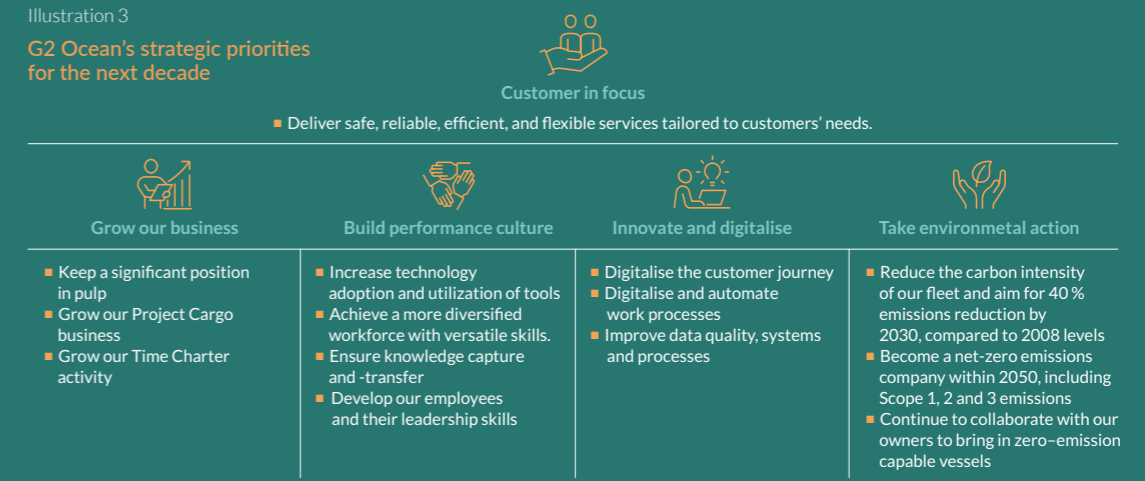 Illustration 3
G2 Ocean's strategic priorities
for the next decade
Customer in focus
■ Deliver safe, reliable, efficient, and flexible services tailored to customers' needs.
Grow our business
■ Keep a significant position
in pulp
■ Grow our Project Cargo
business
■ Grow our Time Charter
activity
Build performance culture
■ Increase technology
adoption and utilization of tools
■ Achieve a more diversified
workforce with versatile skills.
■ Ensure knowledge capture
and -transfer
■ Develop our employees
and their leadership skills
Innovate and digitalise
■ Digitalise the customer journey
■ Digitalise and automate
work processes
■ Improve data quality, systems
and processes
Take environmetal action
■ Reduce the carbon intensity
of our fleet and aim for 40 %
emissions reduction by
2030, compared to 2008 levels
■ Become a net-zero emissions
company within 2050, including
Scope 1, 2 and 3 emissions
■ Continue to collaborate with our
owners to bring in zero–emission
capable vessels